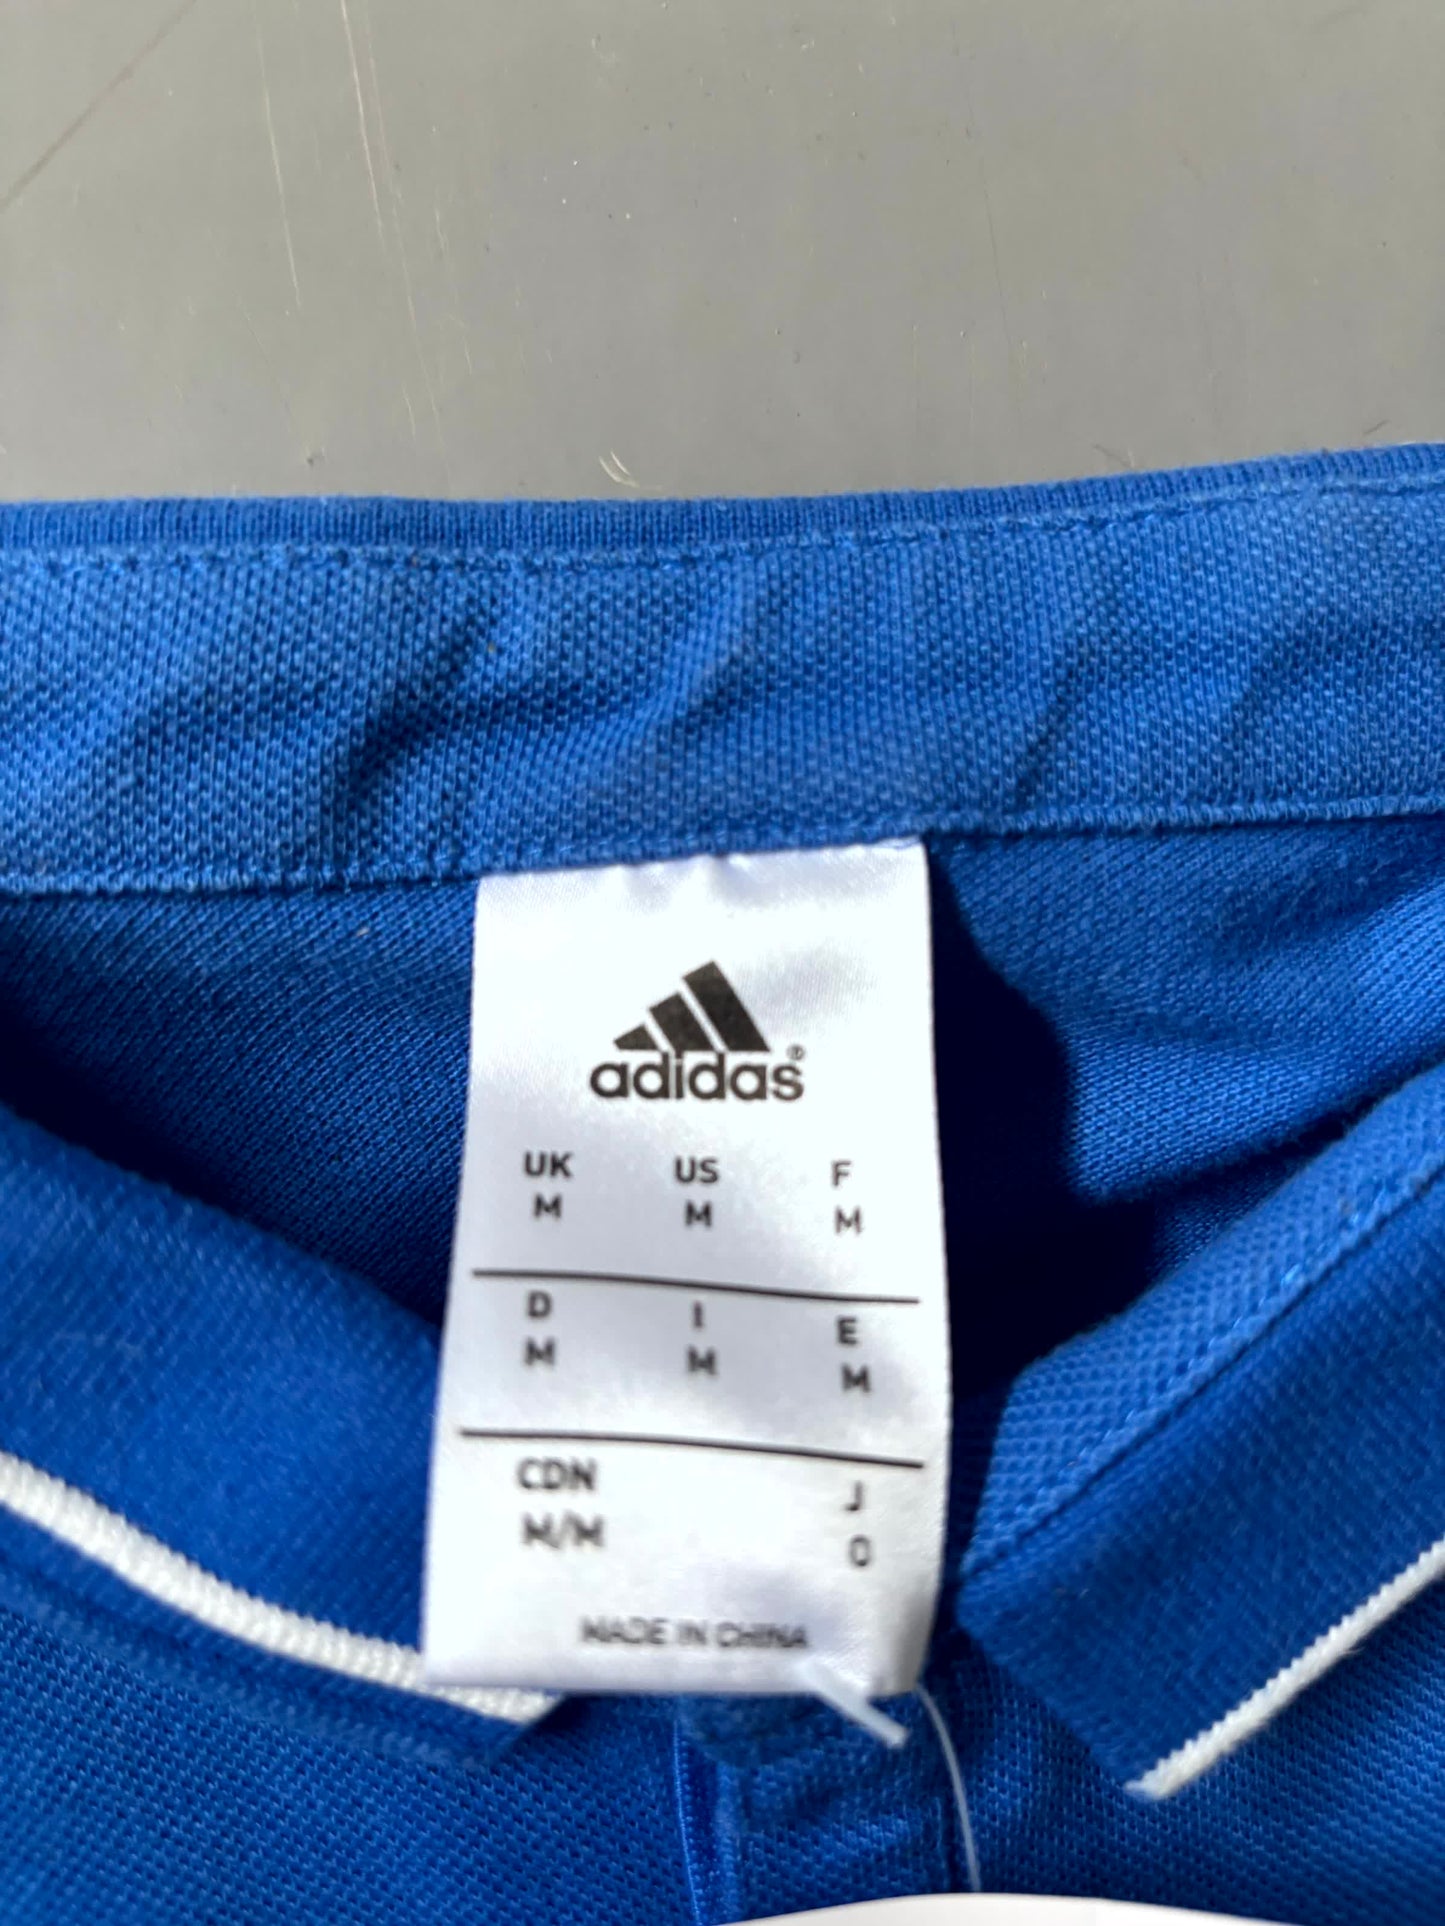 adidas®
UK US F
M M M
D I E
M M M
CDN J
M/M O
MADE IN CHINA